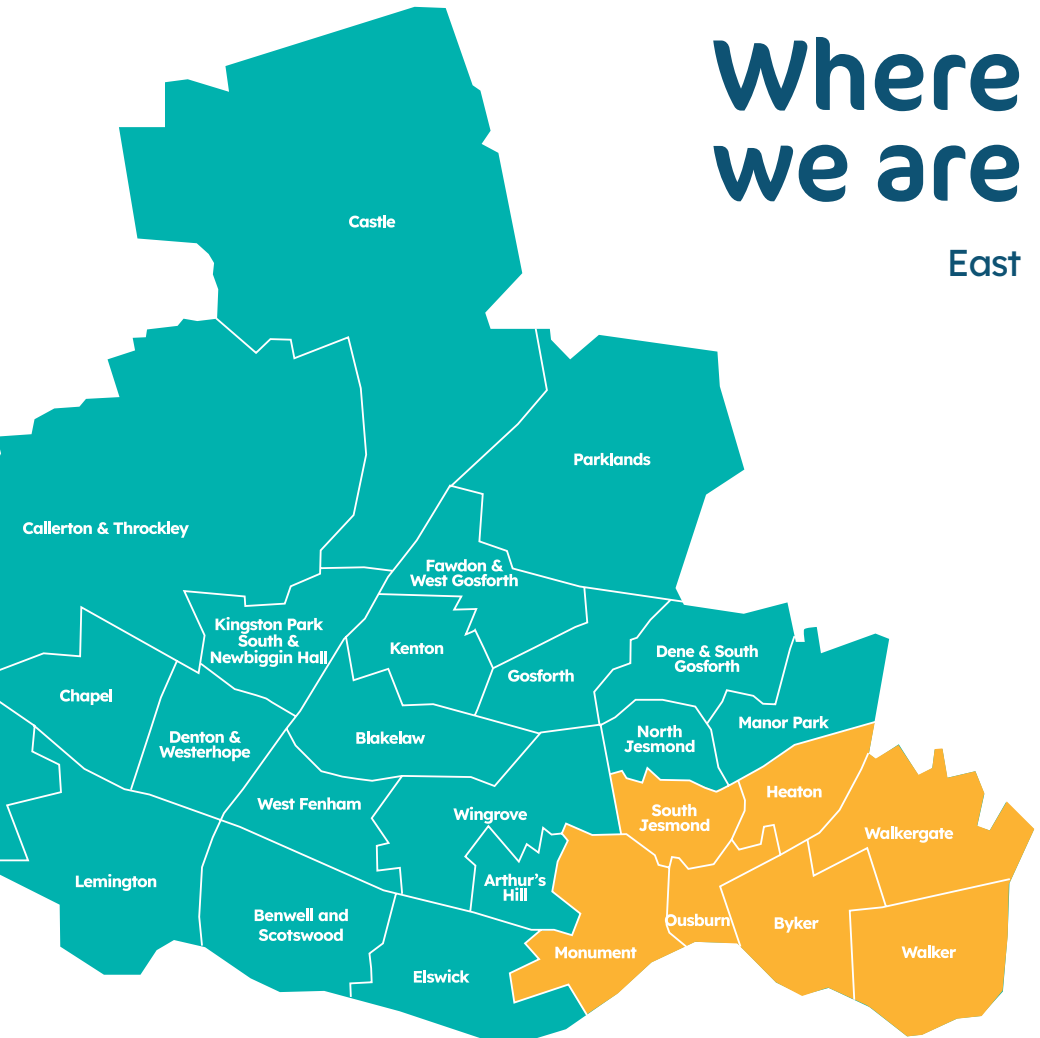 Where
we are
East
Castle
Parklands
Callerton & Throckley
Fawdon &
West Gosforth
Kingston Park
South &
Newbiggin Hall
Kenton
Gosforth
Dene & South
Gosforth
Chapel
Denton &
Westerhope
Blakelaw
North
Jesmond
Manor Park
West Fenham
Wingrove
South
Jesmond
Heaton
Walkergate
Lemington
Arthur's
Hill
Benwell and
Scotswood
Ousburn
Byker
Monument
Walker
Elswick